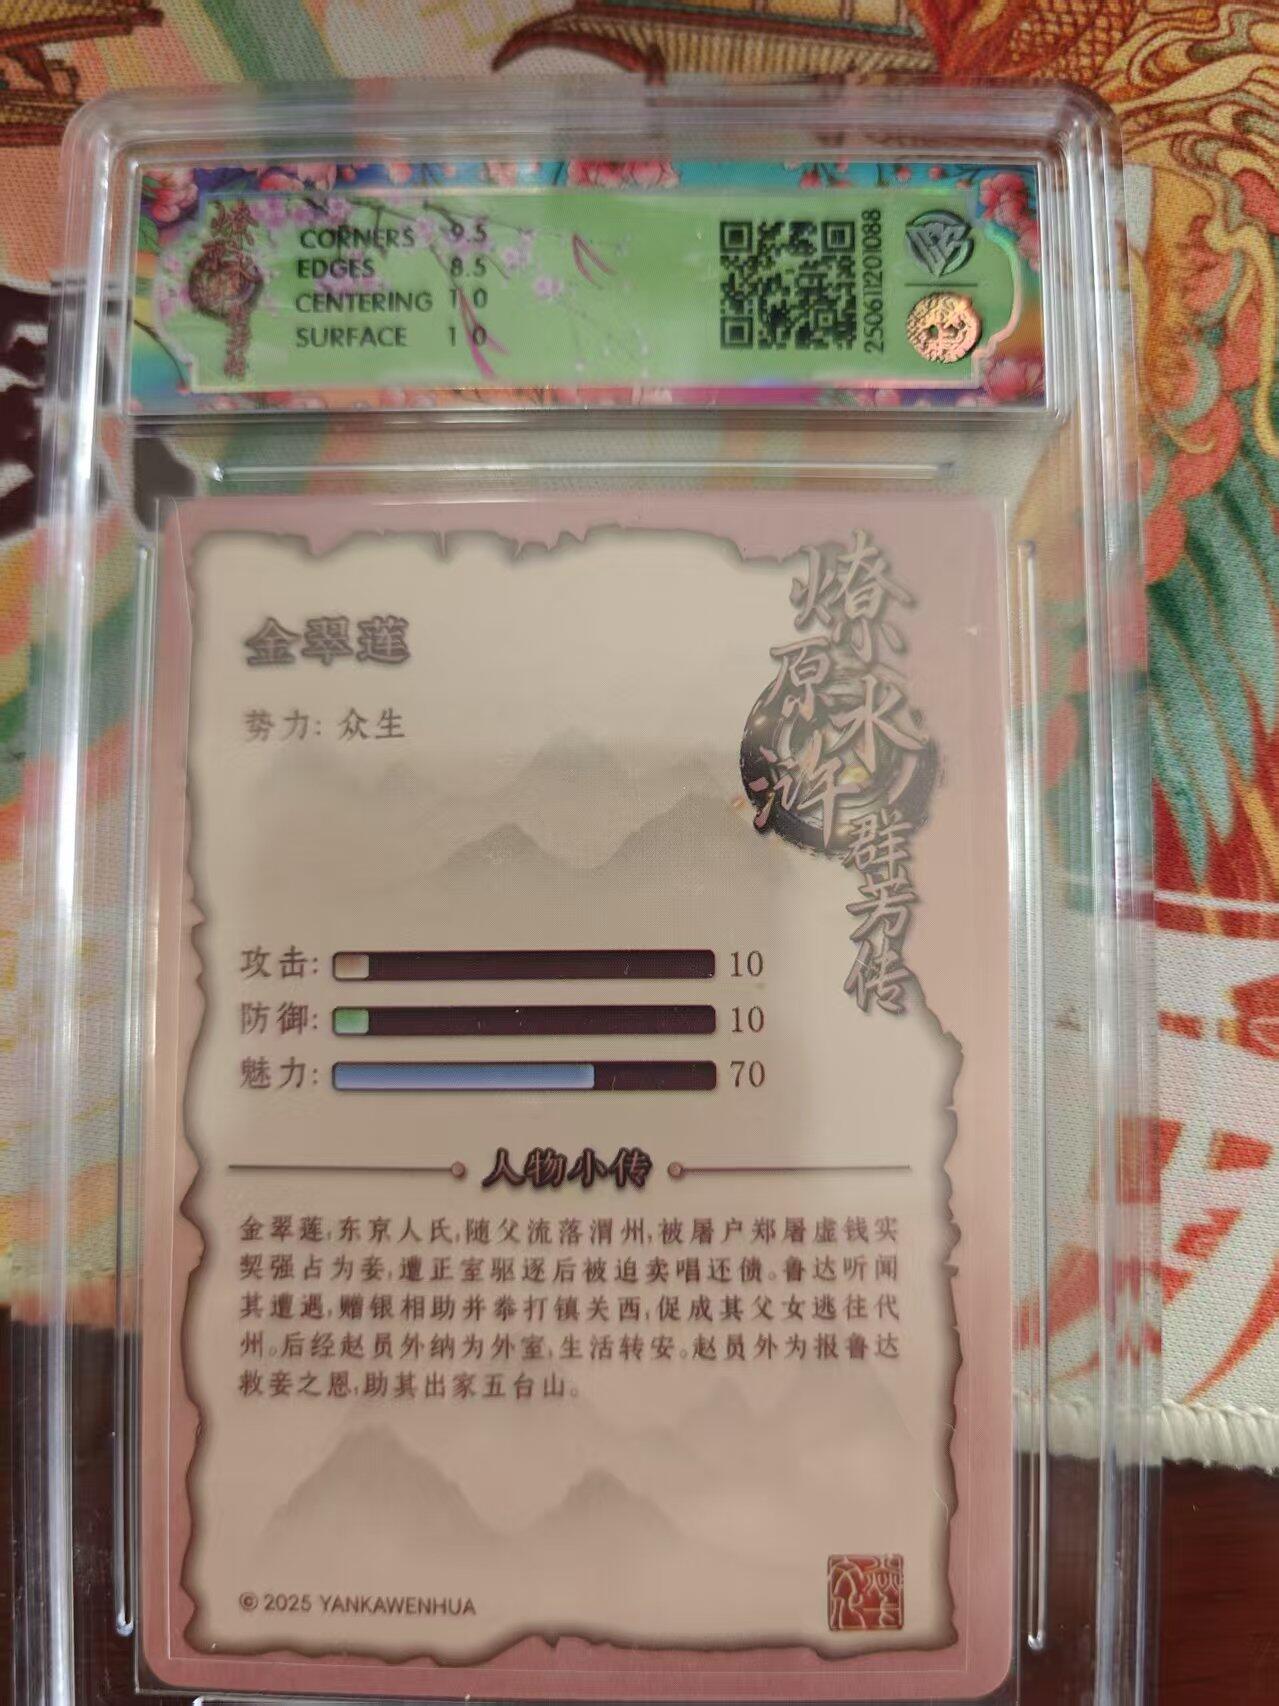 CORNERS 9.5
EDGES 8.5
CENTERING 10
SURFACE 10
2506112201088
燎原水浒群芳传
金翠莲
势力: 众生
攻击: 10
防御: 10
魅力: 70
人物小传
金翠莲,东京人氏,随父流落渭州,被屠户郑屠虚钱实
契强占为妾,遭正室驱逐后被迫卖唱还债。鲁达听闻
其遭遇,赠银相助并拳打镇关西,促成其父女逃往代
州。后经赵员外纳为外室,生活转安。赵员外为报鲁达
救妾之恩,助其出家五台山。
© 2025 YANKAWENHUA